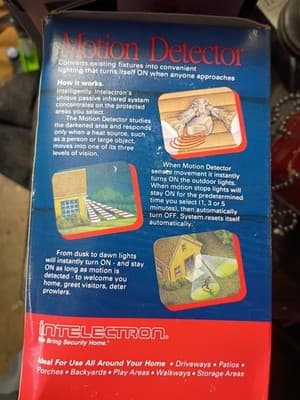 Motion Detector
Converts existing fixtures into convenient
lighting that turns itself ON when anyone approaches
How it works.
Intelligently. Intelectron's
unique passive infrared system
concentrates on the protected
areas you select.
The Motion Detector studies
the darkened area and responds
only when a heat source, such
as a person or large object,
moves into one of its three
levels of vision.
When Motion Detector
senses movement it instantly
turns ON the outdoor lights.
When motion stops lights will
stay ON for the predetermined
time you select (1, 3 or 5
minutes), then automatically
turn OFF. System resets itself
automatically.
From dusk to dawn lights
will instantly turn ON - and stay
ON as long as motion is
detected - to welcome you
home, greet visitors, deter
prowlers.
INTELECTRON®
We Bring Security Home.™
Ideal For Use All Around Your Home • Driveways • Patios •
Porches • Backyards • Play Areas • Walkways • Storage Areas